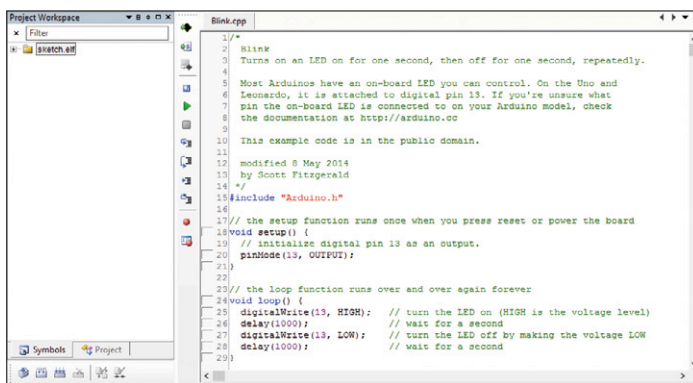 Project Workspace
Filter
sketch.elf
Symbols
Project
Blink.cpp
1 /*
2 Blink
3 Turns on an LED on for one second, then off for one second, repeatedly.
4
5 Most Arduinos have an on-board LED you can control. On the Uno and
6 Leonardo, it is attached to digital pin 13. If you're unsure what
7 pin the on-board LED is connected to on your Arduino model, check
8 the documentation at http://arduino.cc
9
10 This example code is in the public domain.
11
12 modified 8 May 2014
13 by Scott Fitzgerald
14 */
15 #include "Arduino.h"
16
17 // the setup function runs once when you press reset or power the board
18 void setup() {
19 // initialize digital pin 13 as an output.
20 pinMode(13, OUTPUT);
21 }
22
23 // the loop function runs over and over again forever
24 void loop() {
25 digitalWrite(13, HIGH); // turn the LED on (HIGH is the voltage level)
26 delay(1000); // wait for a second
27 digitalWrite(13, LOW); // turn the LED off by making the voltage LOW
28 delay(1000); // wait for a second
29 }